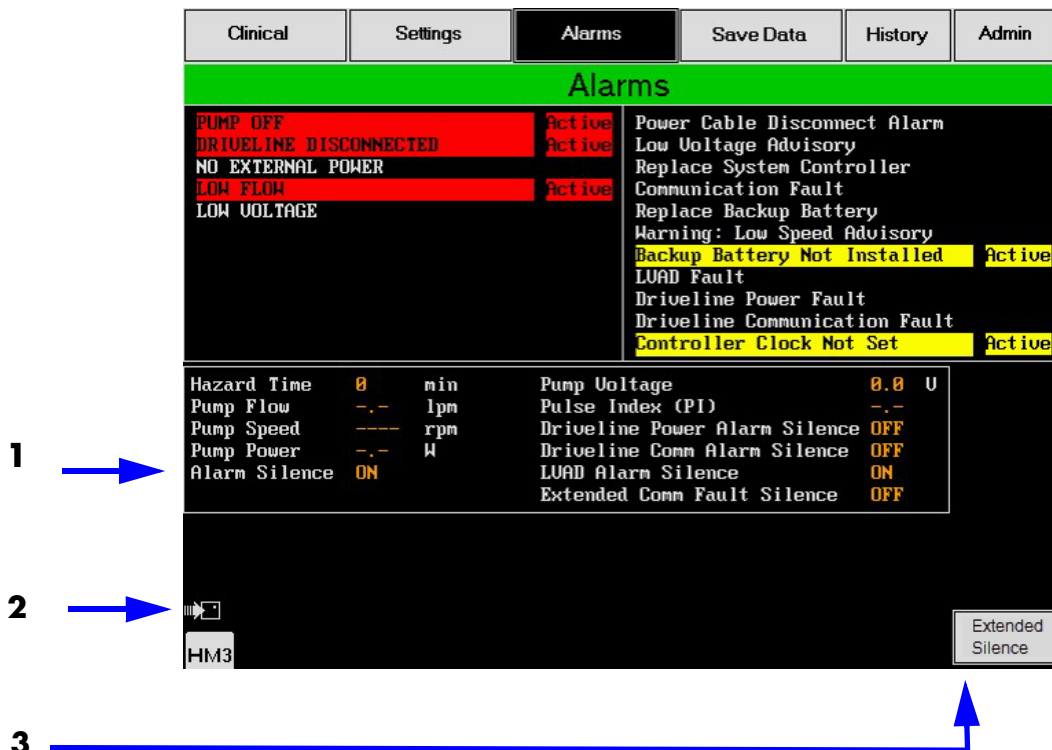 Clinical Settings Alarms Save Data History Admin
Alarms
PUMP OFF Active
DRIVELINE DISCONNECTED Active
NO EXTERNAL POWER
LOW FLOW Active
LOW VOLTAGE
Power Cable Disconnect Alarm
Low Voltage Advisory
Replace System Controller
Communication Fault
Replace Backup Battery
Warning: Low Speed Advisory
Backup Battery Not Installed Active
LVAD Fault
Driveline Power Fault
Driveline Communication Fault
Controller Clock Not Set Active
Hazard Time 0 min
Pump Flow -.- lpm
Pump Speed ---- rpm
Pump Power -.- W
Alarm Silence ON
Pump Voltage 0.0 V
Pulse Index (PI) -.-
Driveline Power Alarm Silence OFF
Driveline Comm Alarm Silence OFF
LVAD Alarm Silence ON
Extended Comm Fault Silence OFF
1
2
HM3
Extended
Silence
3